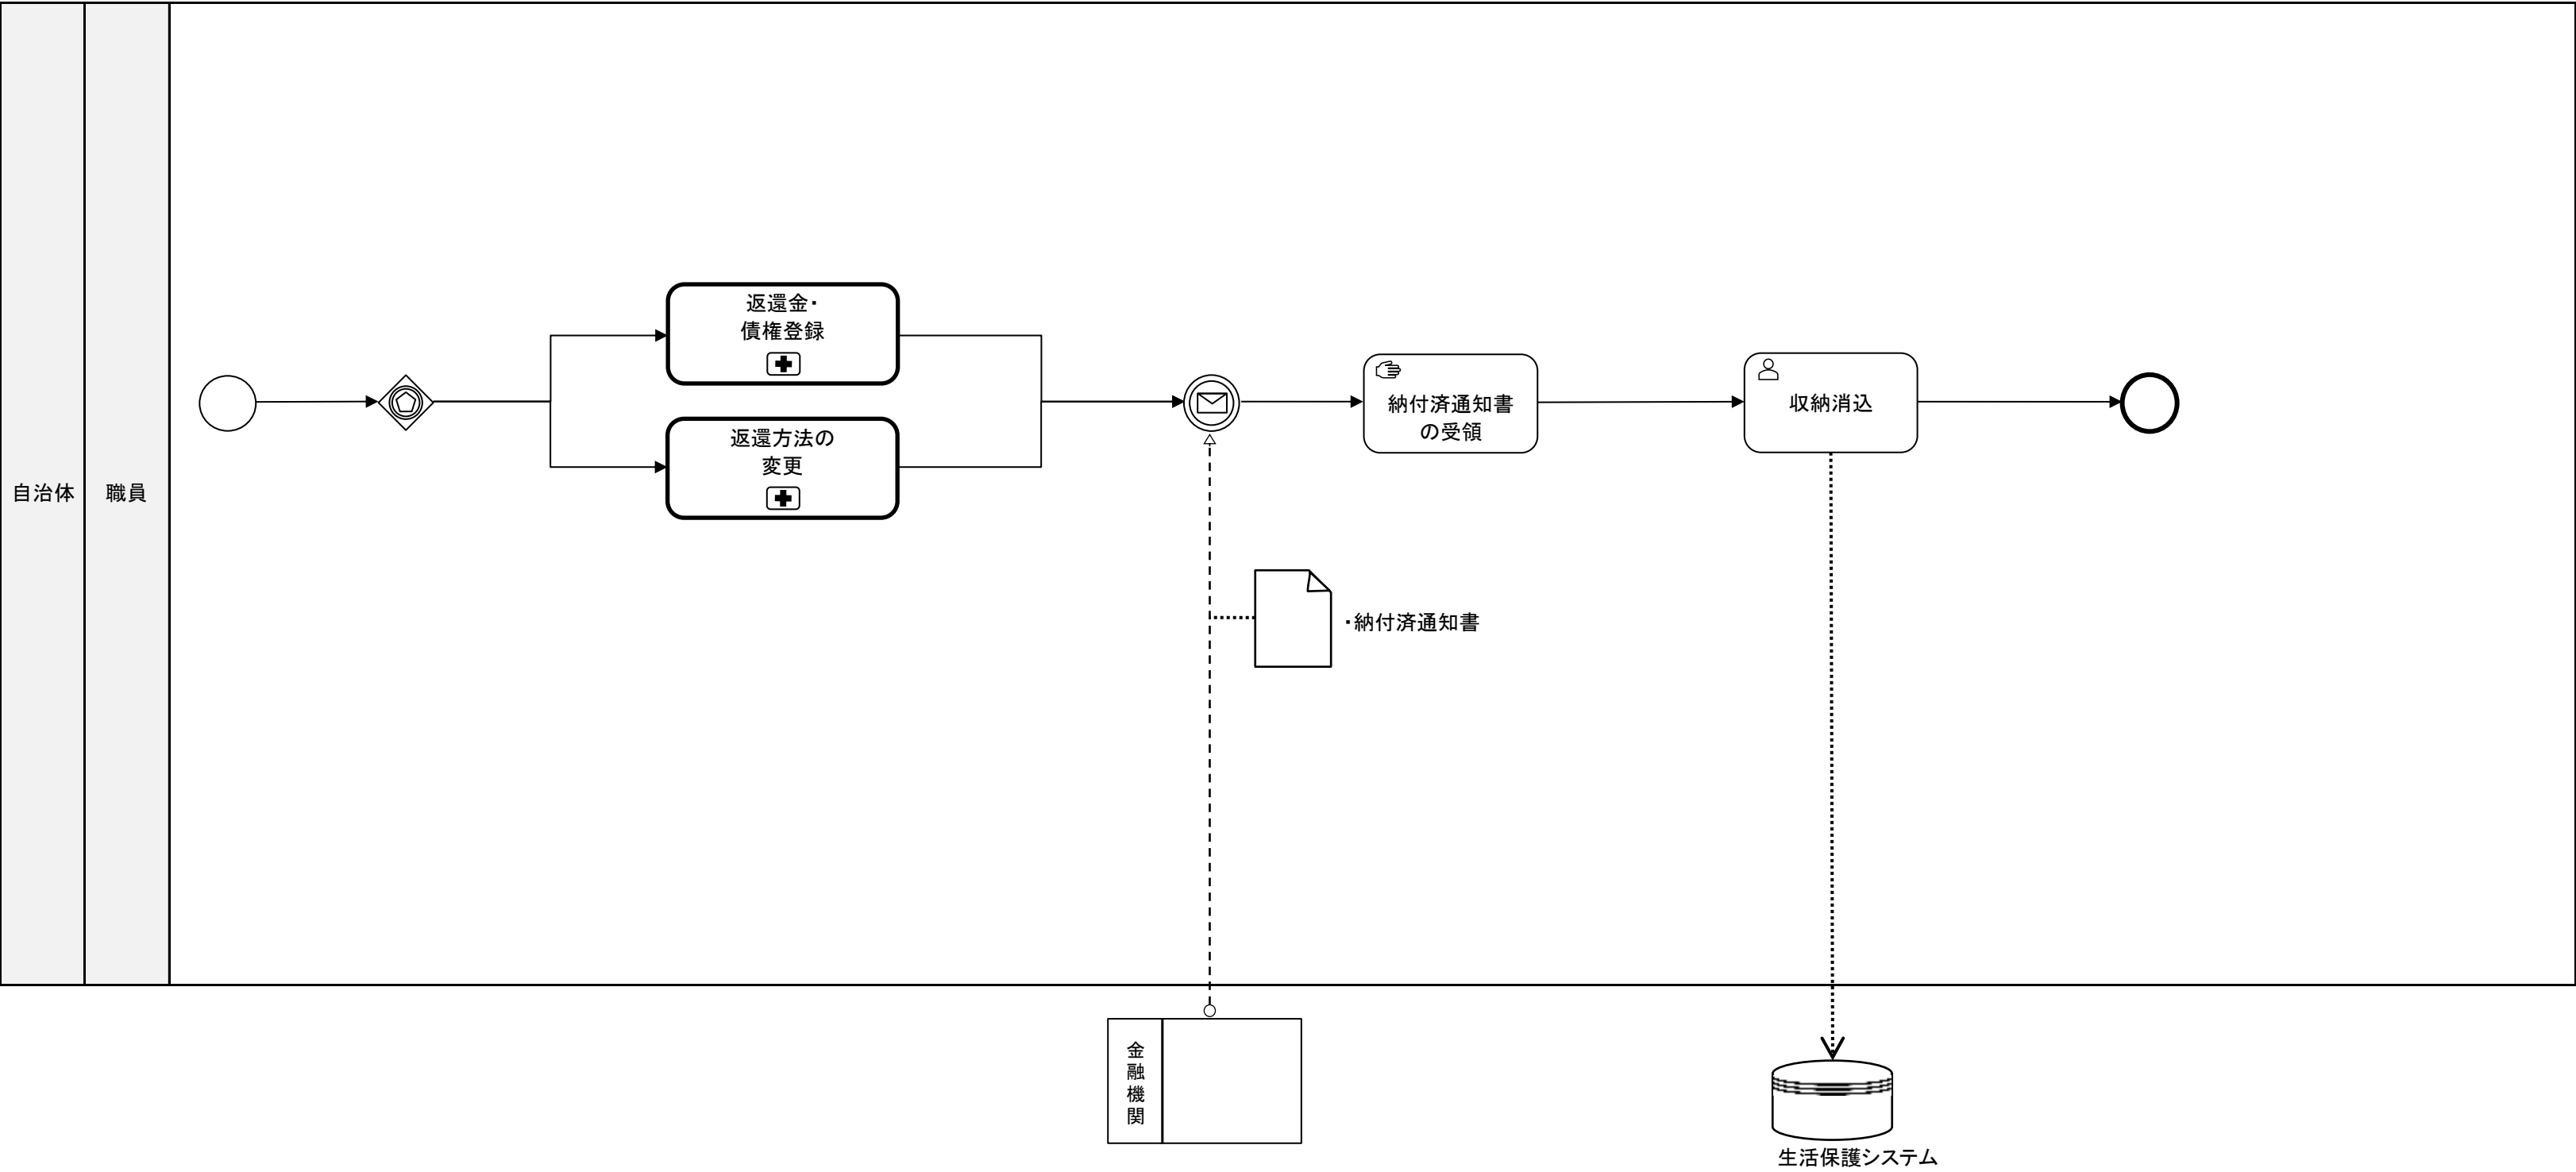 自治体
職員
返還金・
債権登録
返還方法の
変更
納付済通知書
の受領
収納消込
・納付済通知書
金融機関
生活保護システム